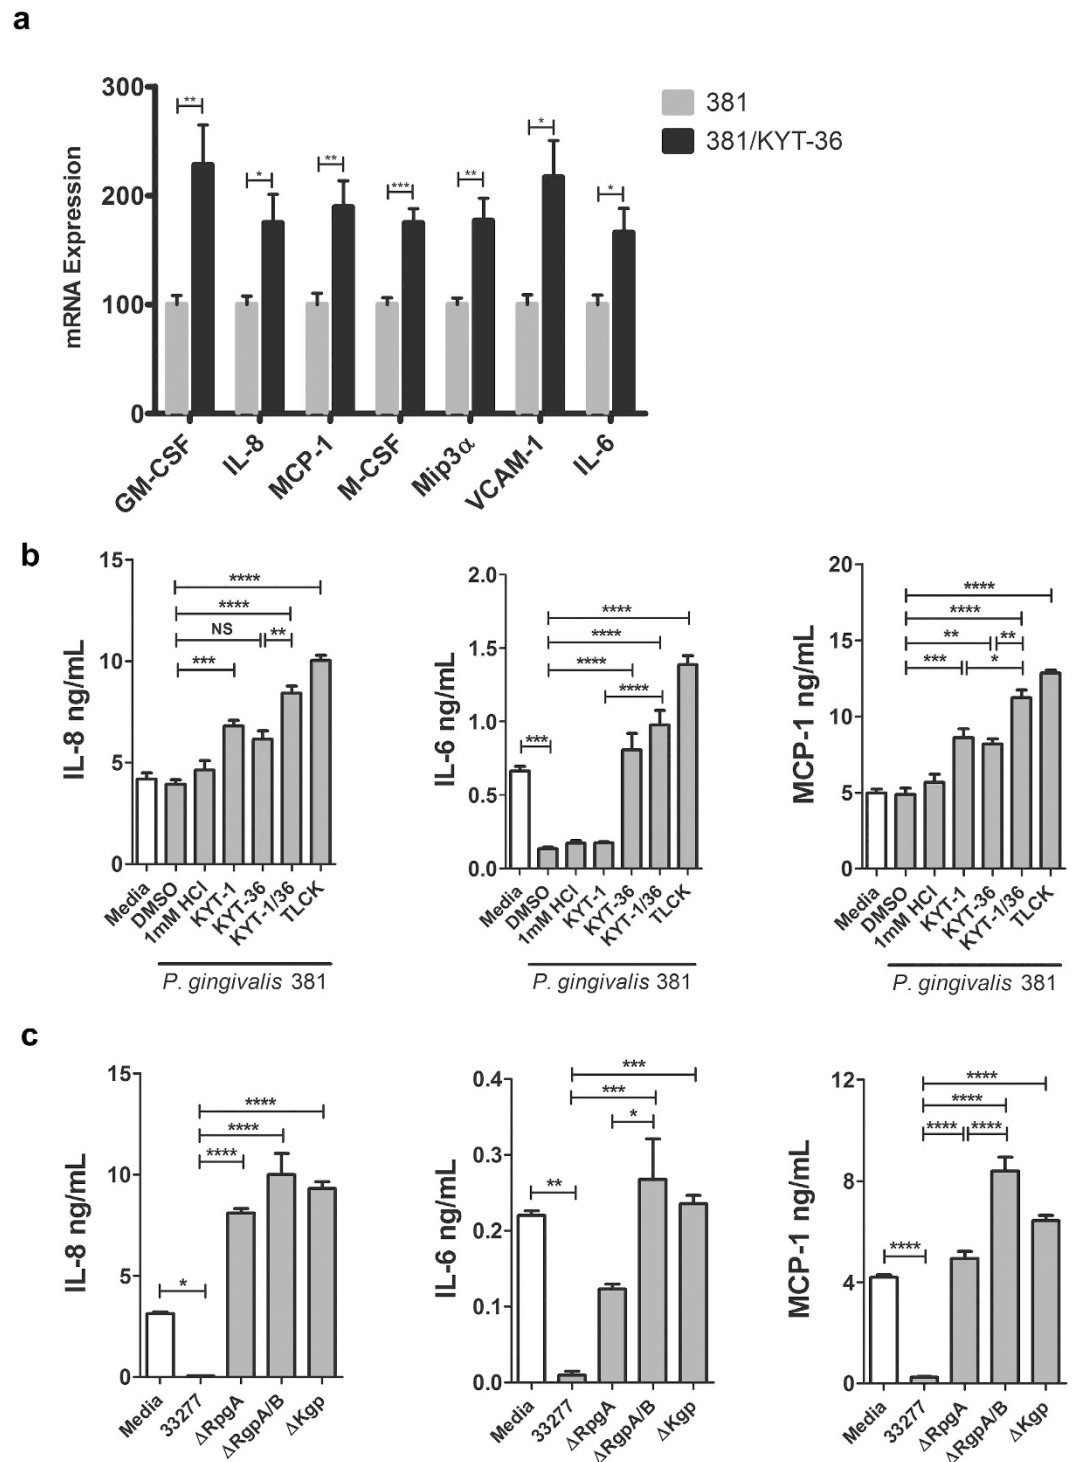 a
300
200
100
0
mRNA Expression
** * ** *** ** * *
381
381/KYT-36
GM-CSF IL-8 MCP-1 M-CSF Mip3α VCAM-1 IL-6
b
15
10
5
0
IL-8 ng/mL
****
****
NS **
***
Media DMSO 1mM HCl KYT-1 KYT-36 KYT-1/36 TLCK
P. gingivalis 381
2.0
1.5
1.0
0.5
0.0
IL-6 ng/mL
****
****
****
****
***
Media DMSO 1mM HCl KYT-1 KYT-36 KYT-1/36 TLCK
P. gingivalis 381
20
15
10
5
0
MCP-1 ng/mL
****
****
** **
*** *
Media DMSO 1mM HCl KYT-1 KYT-36 KYT-1/36 TLCK
P. gingivalis 381
c
15
10
5
0
IL-8 ng/mL
****
****
****
*
Media 33277 ΔRpgA ΔRgpA/B ΔKgp
0.4
0.3
0.2
0.1
0.0
IL-6 ng/mL
***
***
*
**
Media 33277 ΔRpgA ΔRgpA/B ΔKgp
12
8
4
0
MCP-1 ng/mL
****
****
**** ****
****
Media 33277 ΔRpgA ΔRgpA/B ΔKgp